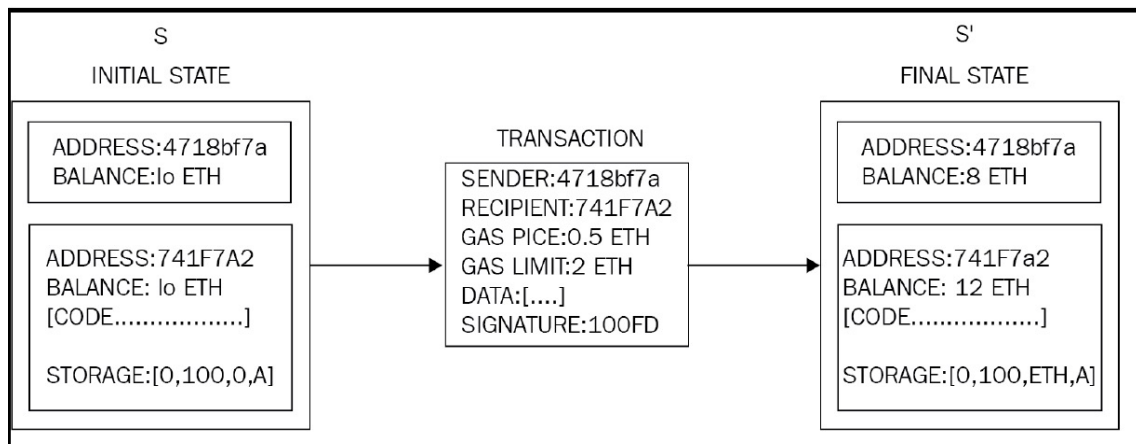 S
INITIAL STATE
ADDRESS:4718bf7a
BALANCE:lo ETH
ADDRESS:741F7A2
BALANCE: lo ETH
[CODE..................]
STORAGE:[0,100,0,A]
TRANSACTION
SENDER:4718bf7a
RECIPIENT:741F7A2
GAS PICE:0.5 ETH
GAS LIMIT:2 ETH
DATA:[....]
SIGNATURE:100FD
S'
FINAL STATE
ADDRESS:4718bf7a
BALANCE:8 ETH
ADDRESS:741F7a2
BALANCE: 12 ETH
[CODE..................]
STORAGE:[0,100,ETH,A]